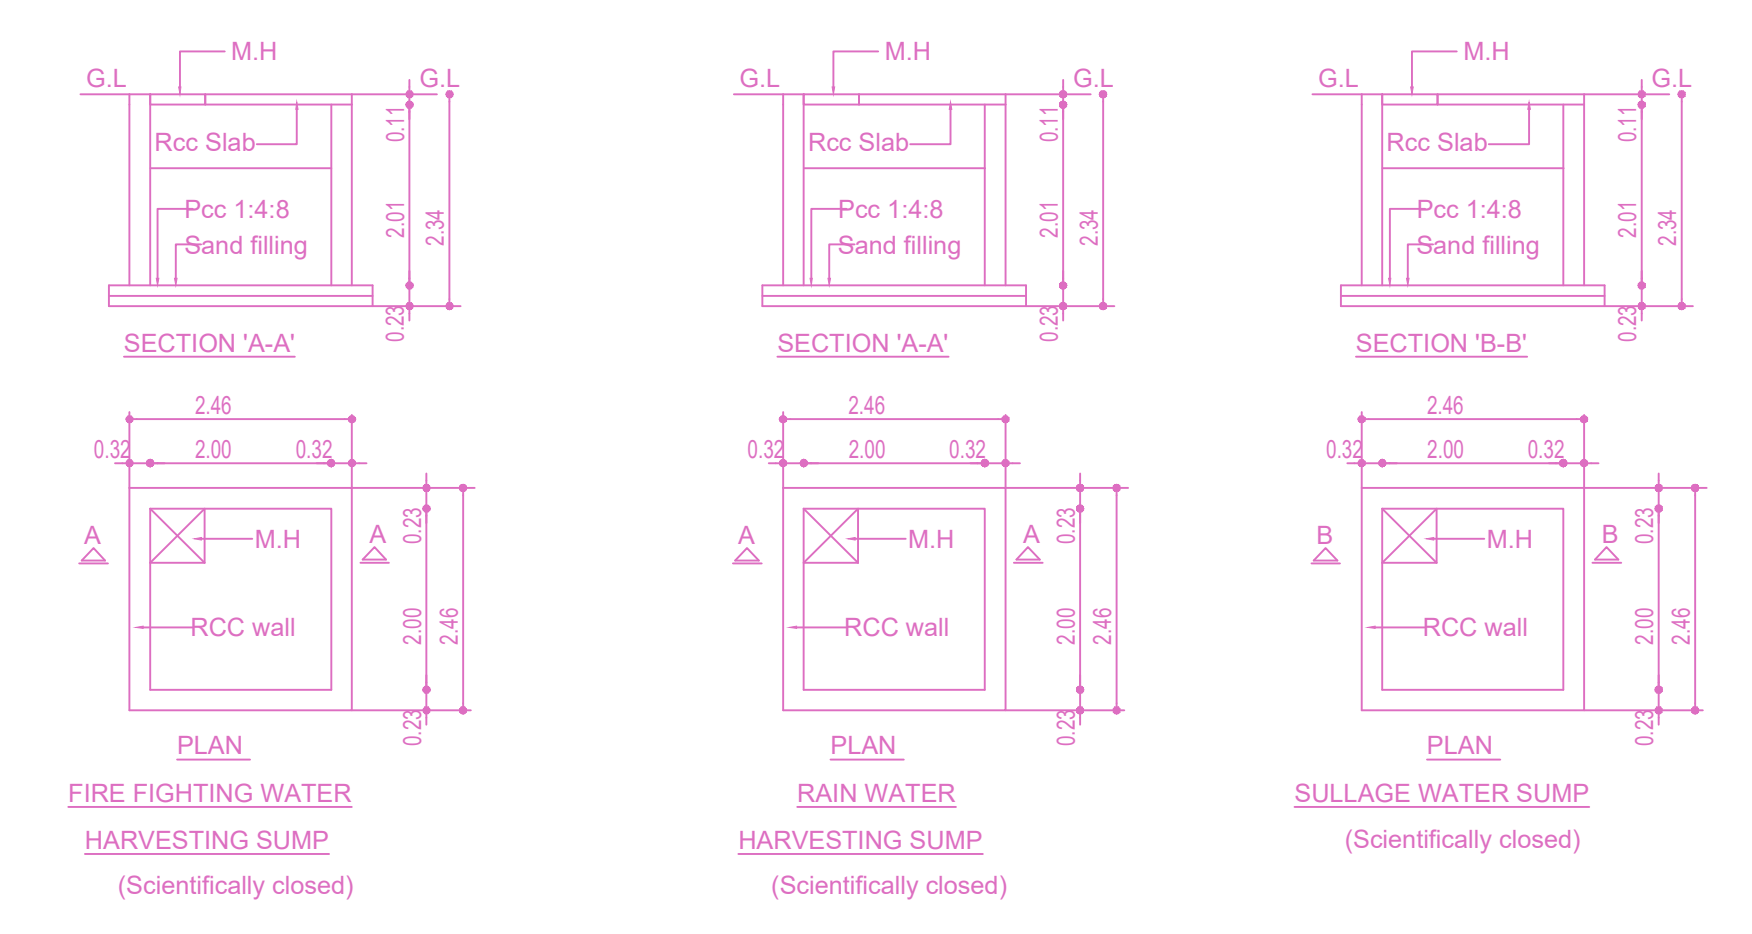 M.H
G.L
G.L
0.11
Rcc Slab
Pcc 1:4:8
2.01
2.34
Sand filling
0.23
SECTION 'A-A'
2.46
0.32
2.00
0.32
A
M.H
A
0.23
RCC wall
2.00
2.46
0.23
PLAN
FIRE FIGHTING WATER
HARVESTING SUMP
(Scientifically closed)
M.H
G.L
G.L
0.11
Rcc Slab
Pcc 1:4:8
2.01
2.34
Sand filling
0.23
SECTION 'A-A'
2.46
0.32
2.00
0.32
A
M.H
A
0.23
RCC wall
2.00
2.46
0.23
PLAN
RAIN WATER
HARVESTING SUMP
(Scientifically closed)
M.H
G.L
G.L
0.11
Rcc Slab
Pcc 1:4:8
2.01
2.34
Sand filling
0.23
SECTION 'B-B'
2.46
0.32
2.00
0.32
B
M.H
B
0.23
RCC wall
2.00
2.46
0.23
PLAN
SULLAGE WATER SUMP
(Scientifically closed)